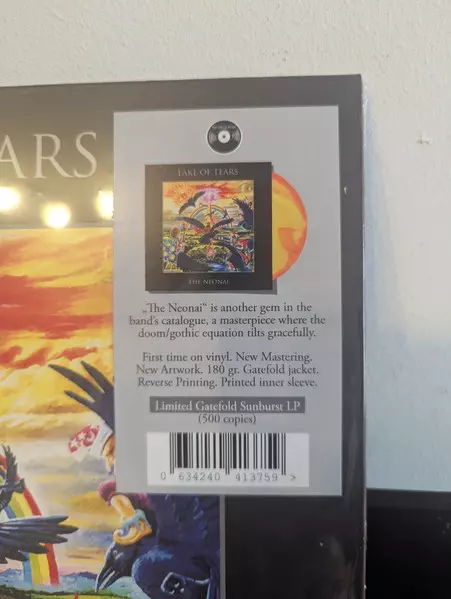 ARS
LAKE OF TEARS
THE NEONAI
„The Neonai“ is another gem in the
band's catalogue, a masterpiece where the
doom/gothic equation tilts gracefully.
First time on vinyl. New Mastering.
New Artwork. 180 gr. Gatefold jacket.
Reverse Printing. Printed inner sleeve.
Limited Gatefold Sunburst LP
(500 copies)
0 634240 413759 >